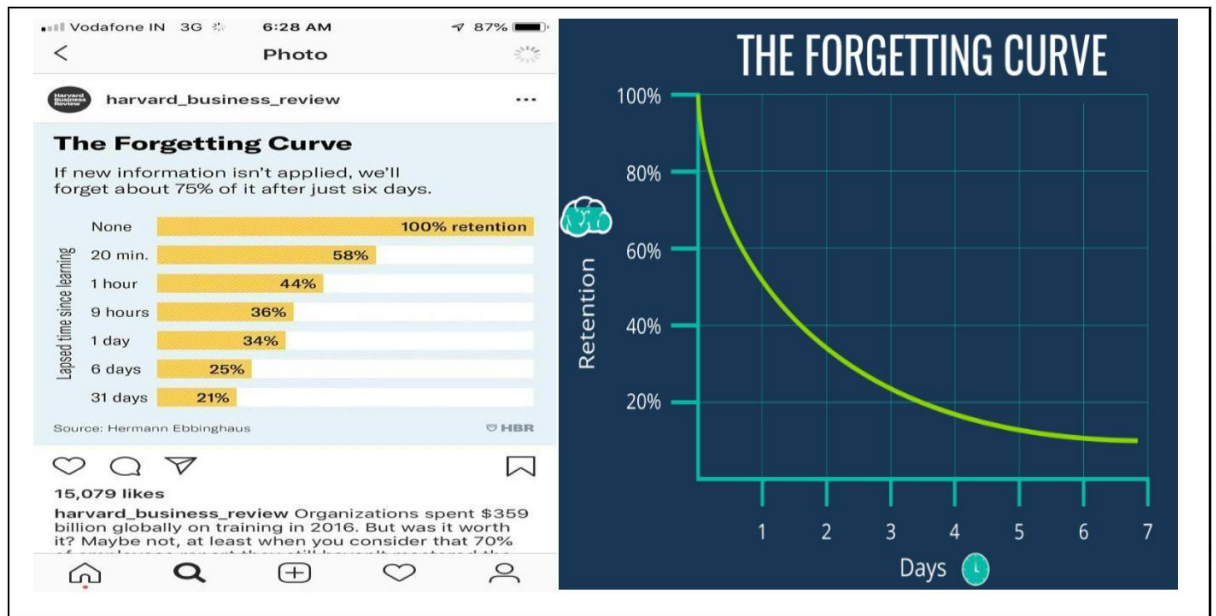 Vodafone IN 3G 6:28 AM 87%
Photo
Harvard Business Review
harvard_business_review
The Forgetting Curve
If new information isn't applied, we'll
forget about 75% of it after just six days.
Lapsed time since learning
None 100% retention
20 min. 58%
1 hour 44%
9 hours 36%
1 day 34%
6 days 25%
31 days 21%
Source: Hermann Ebbinghaus HBR
15,079 likes
harvard_business_review Organizations spent $359
billion globally on training in 2016. But was it worth
it? Maybe not, at least when you consider that 70%
THE FORGETTING CURVE
100%
80%
60%
40%
20%
Retention
1 2 3 4 5 6 7
Days